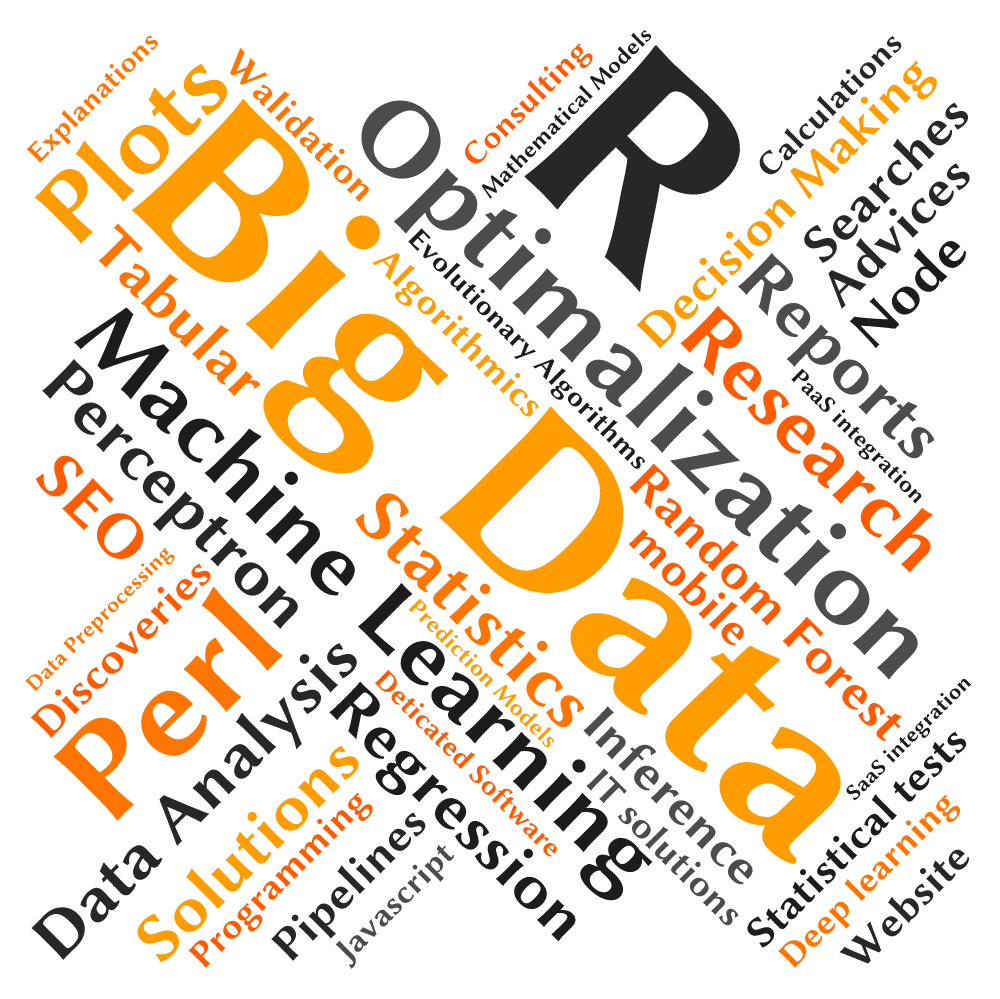 Explanations
Plots
Walidation
Big Data
Optimalization
Consulting
Mathematical Models
R
Calculations
Decision Making
Searches
Advices
Node
Reports
Research
PaaS integration
Tabular
Algorithmics
Evolutionary Algorithms
Machine Learning
Perceptron
SEO
Statistics
Random Forest
mobile
Data Preprocessing
Discoveries
Perl
Prediction Models
Data Analysis
Regression
Deticated Software
Inference
IT solutions
SaaS integration
Statistical tests
Solutions
Programming
Pipelines
Javascript
Deep learning
Website